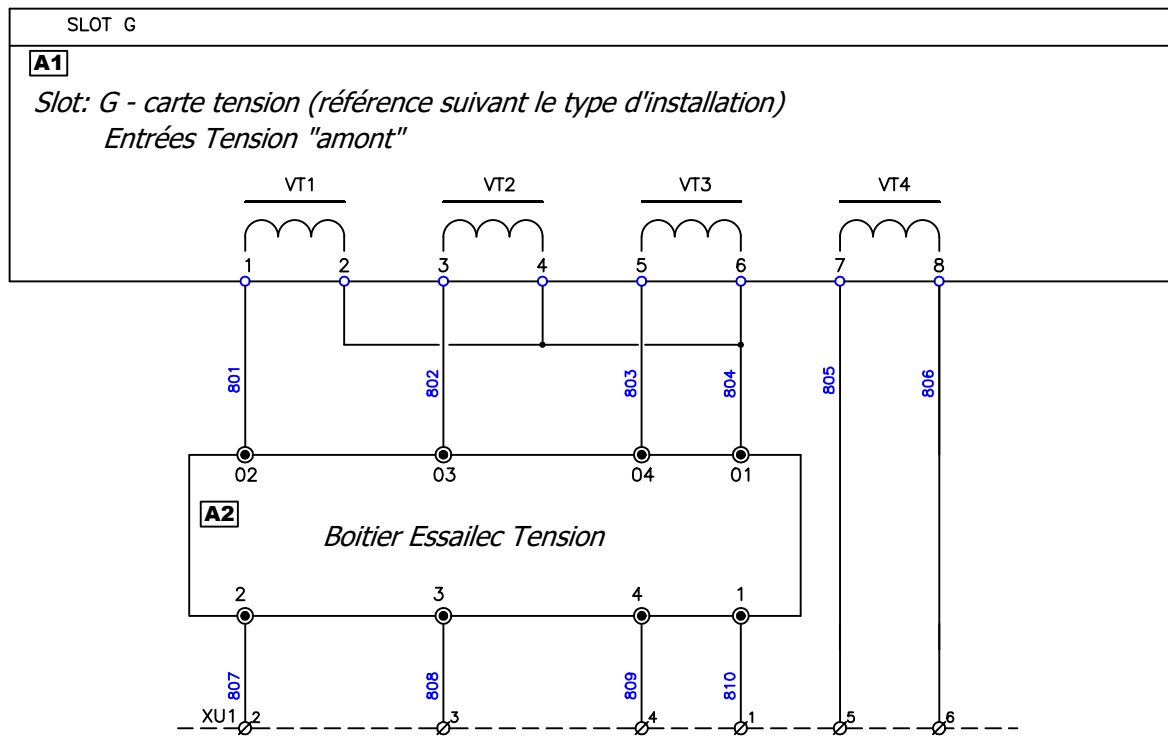 SLOT G
A1
Slot: G - carte tension (référence suivant le type d'installation)
Entrées Tension "amont"
VT1 VT2 VT3 VT4
1 2 3 4 5 6 7 8
801 802 803 804 805 806
02 03 04 01
A2
Boitier Essailec Tension
2 3 4 1
807 808 809 810
XU1 2 3 4 1 5 6